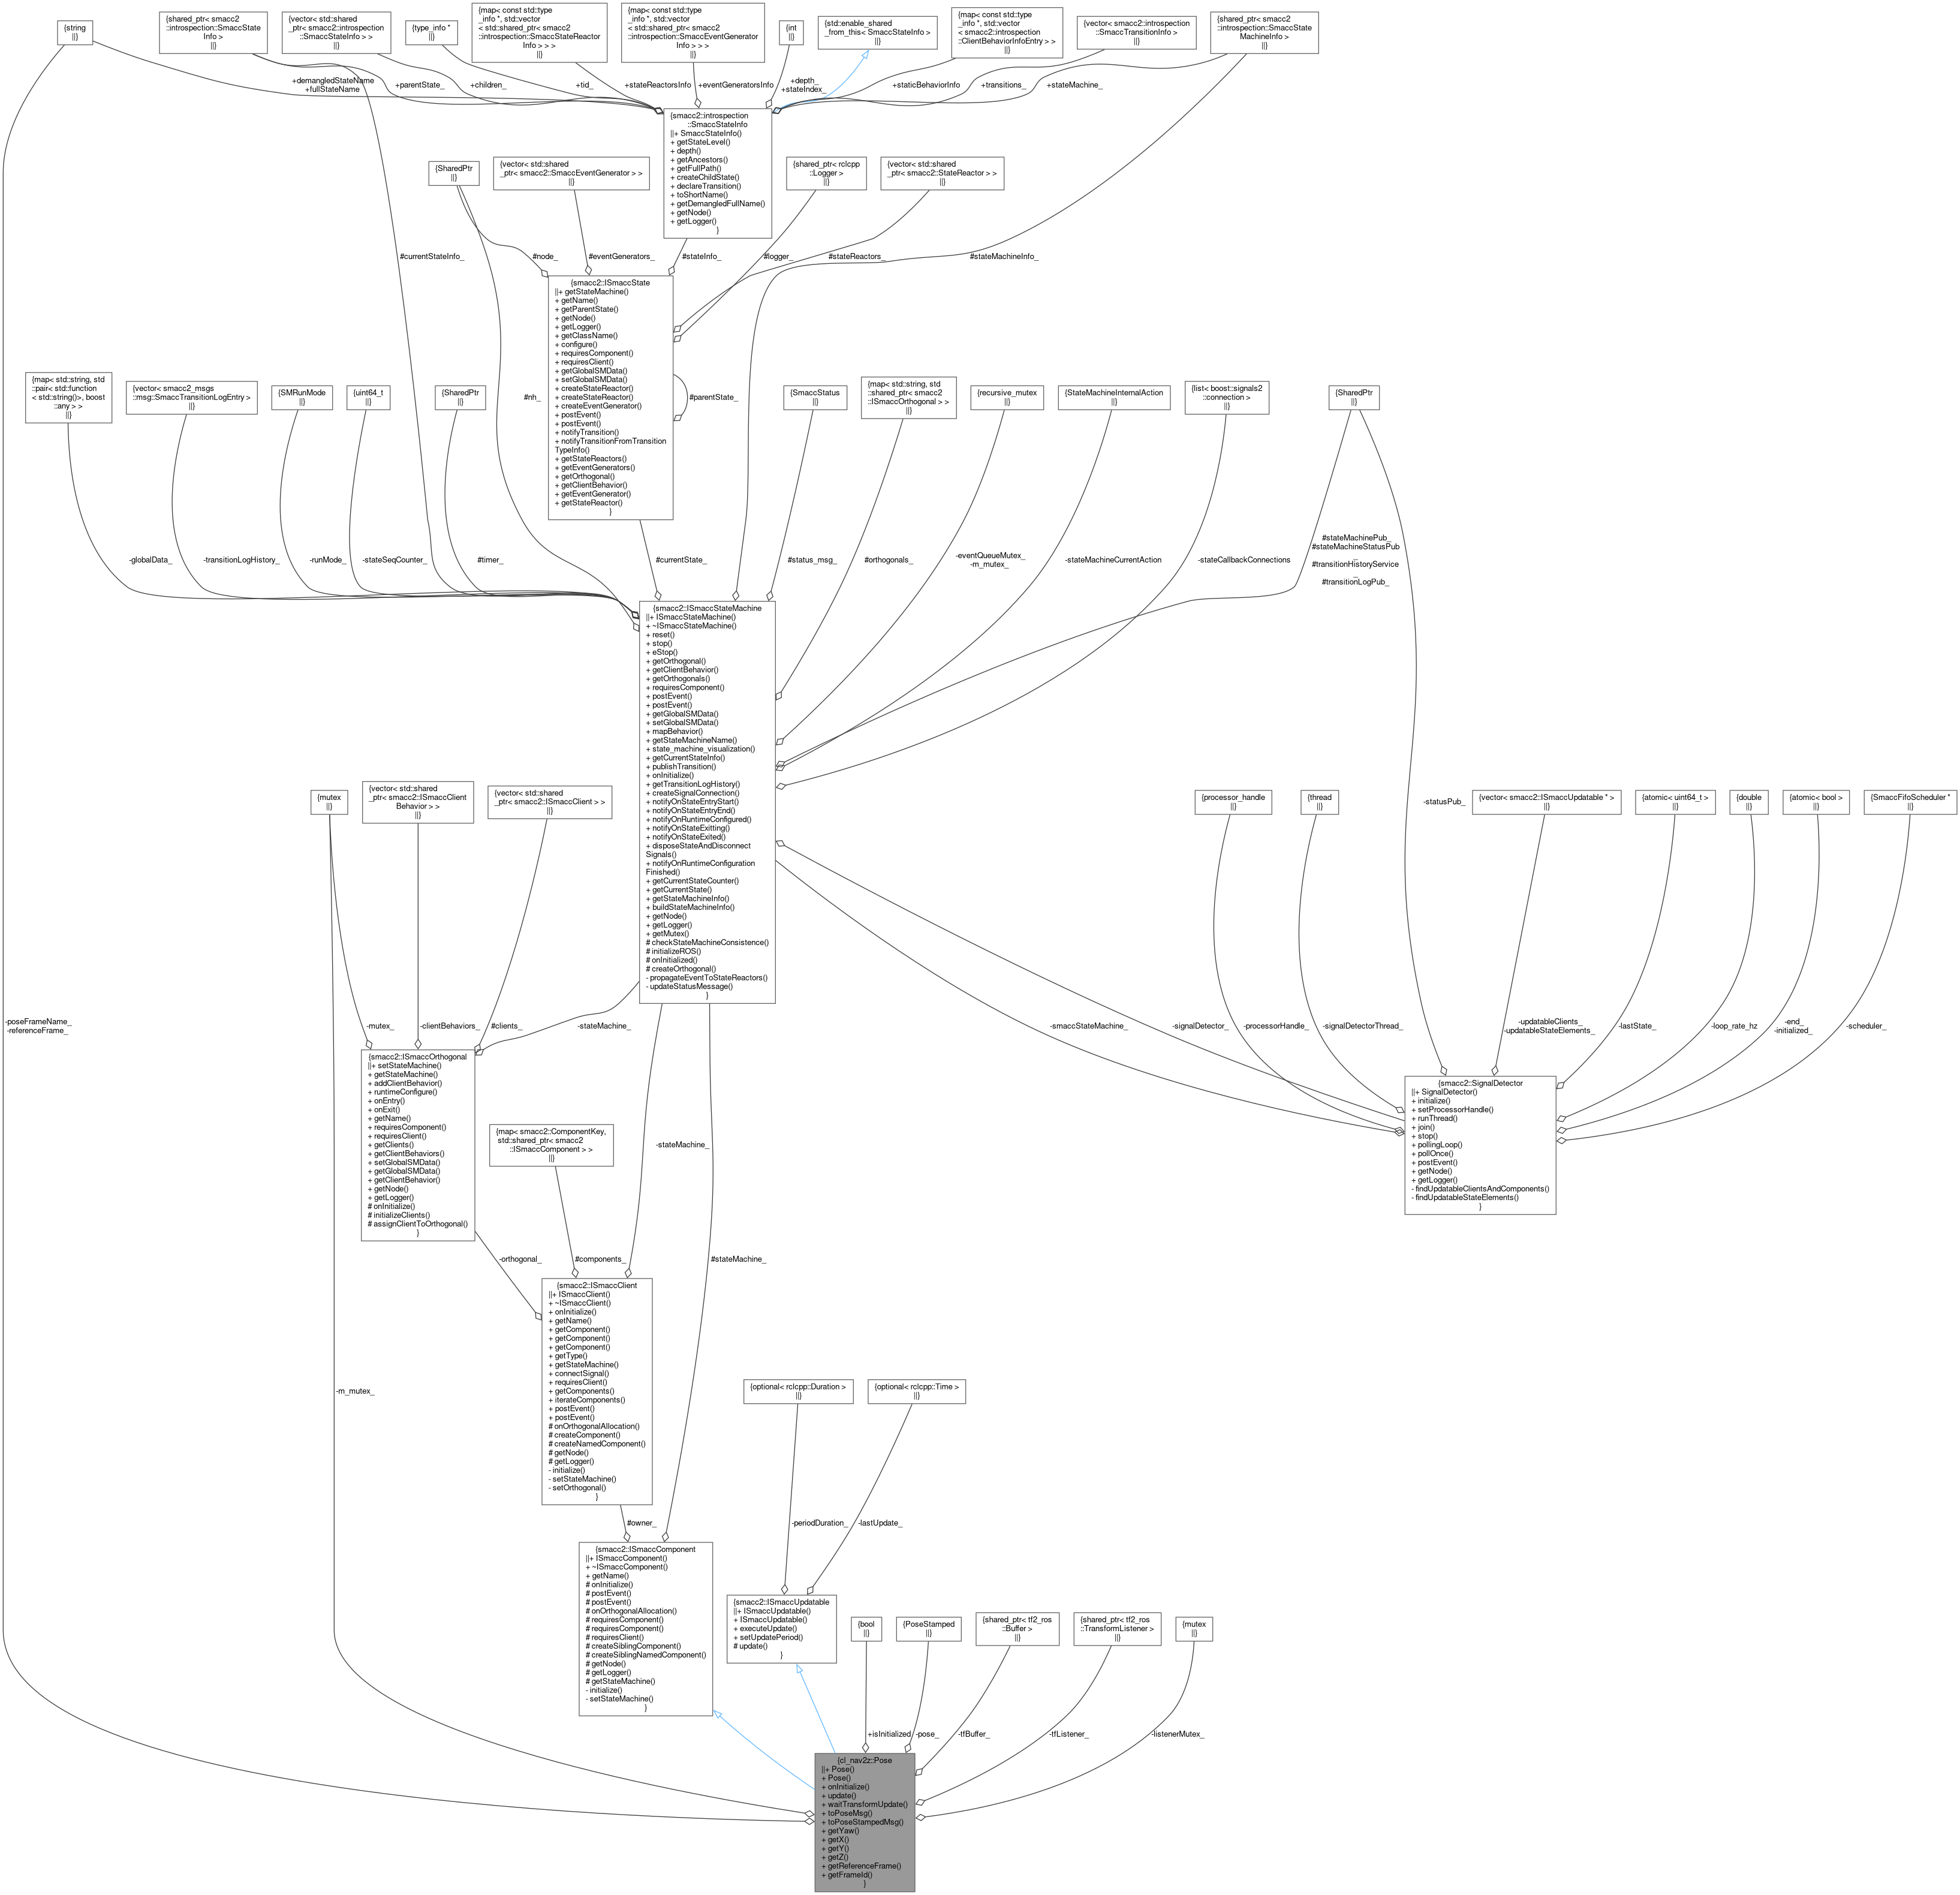 {string
||}
{shared_ptr< smacc2
::introspection::SmaccState
Info >
||}
{vector< std::shared
_ptr< smacc2::introspection
::SmaccStateInfo > >
||}
{type_info *
||}
{map< const std::type
_info *, std::vector
< std::shared_ptr< smacc2
::introspection::SmaccStateReactor
Info > > >
||}
{map< const std::type
_info *, std::vector
< std::shared_ptr< smacc2
::introspection::SmaccEventGenerator
Info > > >
||}
{int
||}
{std::enable_shared
_from_this< SmaccStateInfo >
||}
{map< const std::type
_info *, std::vector
< smacc2::introspection
::ClientBehaviorInfoEntry > >
||}
{vector< smacc2::introspection
::SmaccTransitionInfo >
||}
{shared_ptr< smacc2
::introspection::SmaccState
MachineInfo >
||}
+demangledStateName
+fullStateName
+parentState_
+children_
+tid_
+stateReactorsInfo
+eventGeneratorsInfo
+depth_
+stateIndex_
+staticBehaviorInfo
+transitions_
+stateMachine_
{smacc2::introspection
::SmaccStateInfo
||+ SmaccStateInfo()
+ getStateLevel()
+ depth()
+ getAncestors()
+ getFullPath()
+ createChildState()
+ declareTransition()
+ toShortName()
+ getDemangledFullName()
+ getNode()
+ getLogger()
}
{SharedPtr
||}
{vector< std::shared
_ptr< smacc2::SmaccEventGenerator > >
||}
{shared_ptr< rclcpp
::Logger >
||}
{vector< std::shared
_ptr< smacc2::StateReactor > >
||}
#currentStateInfo_
#node_
#eventGenerators_
#stateInfo_
#logger_
#stateReactors_
#stateMachineInfo_
{smacc2::ISmaccState
||+ getStateMachine()
+ getName()
+ getParentState()
+ getNode()
+ getLogger()
+ getClassName()
+ configure()
+ requiresComponent()
+ requiresClient()
+ getGlobalSMData()
+ setGlobalSMData()
+ createStateReactor()
+ createStateReactor()
+ createEventGenerator()
+ postEvent()
+ postEvent()
+ notifyTransition()
+ notifyTransitionFromTransition
TypeInfo()
+ getStateReactors()
+ getEventGenerators()
+ getOrthogonal()
+ getClientBehavior()
+ getEventGenerator()
+ getStateReactor()
}
#nh_
#parentState_
{map< std::string, std
::pair< std::function
< std::string()>, boost
::any > >
||}
{vector< smacc2_msgs
::msg::SmaccTransitionLogEntry >
||}
{SMRunMode
||}
{uint64_t
||}
{SharedPtr
||}
{SmaccStatus
||}
{map< std::string, std
::shared_ptr< smacc2
::ISmaccOrthogonal > >
||}
{recursive_mutex
||}
{StateMachineInternalAction
||}
{list< boost::signals2
::connection >
||}
{SharedPtr
||}
-globalData_
-transitionLogHistory_
-runMode_
-stateSeqCounter_
#timer_
#currentState_
#status_msg_
#orthogonals_
-eventQueueMutex_
-m_mutex_
-stateMachineCurrentAction
-stateCallbackConnections
#stateMachinePub_
#stateMachineStatusPub
_
#transitionHistoryService
_
#transitionLogPub_
{smacc2::ISmaccStateMachine
||+ ISmaccStateMachine()
+ ~ISmaccStateMachine()
+ reset()
+ stop()
+ eStop()
+ getOrthogonal()
+ getClientBehavior()
+ getOrthogonals()
+ requiresComponent()
+ postEvent()
+ postEvent()
+ getGlobalSMData()
+ setGlobalSMData()
+ mapBehavior()
+ getStateMachineName()
+ state_machine_visualization()
+ getCurrentStateInfo()
+ publishTransition()
+ onInitialize()
+ getTransitionLogHistory()
+ createSignalConnection()
+ notifyOnStateEntryStart()
+ notifyOnStateEntryEnd()
+ notifyOnRuntimeConfigured()
+ notifyOnStateExitting()
+ notifyOnStateExited()
+ disposeStateAndDisconnect
Signals()
+ notifyOnRuntimeConfiguration
Finished()
+ getCurrentStateCounter()
+ getCurrentState()
+ getStateMachineInfo()
+ buildStateMachineInfo()
+ getNode()
+ getLogger()
+ getMutex()
# checkStateMachineConsistence()
# initializeROS()
# onInitialized()
# createOrthogonal()
- propagateEventToStateReactors()
- updateStatusMessage()
}
{mutex
||}
{vector< std::shared
_ptr< smacc2::ISmaccClient
Behavior > >
||}
{vector< std::shared
_ptr< smacc2::ISmaccClient > >
||}
{processor_handle
||}
{thread
||}
-statusPub_
{vector< smacc2::ISmaccUpdatable * >
||}
{atomic< uint64_t >
||}
{double
||}
{atomic< bool >
||}
{SmaccFifoScheduler *
||}
-poseFrameName_
-referenceFrame_
-mutex_
-clientBehaviors_
#clients_
-stateMachine_
-smaccStateMachine_
-signalDetector_
-processorHandle_
-signalDetectorThread_
-updatableClients_
-updatableStateElements_
-lastState_
-loop_rate_hz
-end_
-initialized_
-scheduler_
{smacc2::ISmaccOrthogonal
||+ setStateMachine()
+ getStateMachine()
+ addClientBehavior()
+ runtimeConfigure()
+ onEntry()
+ onExit()
+ getName()
+ requiresComponent()
+ requiresClient()
+ getClients()
+ getClientBehaviors()
+ setGlobalSMData()
+ getGlobalSMData()
+ getClientBehavior()
+ getNode()
+ getLogger()
# onInitialize()
# initializeClients()
# assignClientToOrthogonal()
}
{smacc2::SignalDetector
||+ SignalDetector()
+ initialize()
+ setProcessorHandle()
+ runThread()
+ join()
+ stop()
+ pollingLoop()
+ pollOnce()
+ postEvent()
+ getNode()
+ getLogger()
- findUpdatableClientsAndComponents()
- findUpdatableStateElements()
}
{map< smacc2::ComponentKey,
std::shared_ptr< smacc2
::ISmaccComponent > >
||}
-stateMachine_
-orthogonal_
#components_
#stateMachine_
{smacc2::ISmaccClient
||+ ISmaccClient()
+ ~ISmaccClient()
+ onInitialize()
+ getName()
+ getComponent()
+ getComponent()
+ getComponent()
+ getType()
+ getStateMachine()
+ connectSignal()
+ requiresClient()
+ getComponents()
+ iterateComponents()
+ postEvent()
+ postEvent()
# onOrthogonalAllocation()
# createComponent()
# createNamedComponent()
# getNode()
# getLogger()
- initialize()
- setStateMachine()
- setOrthogonal()
}
-m_mutex_
{optional< rclcpp::Duration >
||}
{optional< rclcpp::Time >
||}
#owner_
-periodDuration_
-lastUpdate_
{smacc2::ISmaccComponent
||+ ISmaccComponent()
+ ~ISmaccComponent()
+ getName()
# onInitialize()
# postEvent()
# postEvent()
# onOrthogonalAllocation()
# requiresComponent()
# requiresComponent()
# requiresClient()
# createSiblingComponent()
# createSiblingNamedComponent()
# getNode()
# getLogger()
# getStateMachine()
- initialize()
- setStateMachine()
}
{smacc2::ISmaccUpdatable
||+ ISmaccUpdatable()
+ ISmaccUpdatable()
+ executeUpdate()
+ setUpdatePeriod()
# update()
}
{bool
||}
{PoseStamped
||}
{shared_ptr< tf2_ros
::Buffer >
||}
{shared_ptr< tf2_ros
::TransformListener >
||}
{mutex
||}
+isInitialized
-pose_
-tfBuffer_
-tfListener_
-listenerMutex_
{cl_nav2z::Pose
||+ Pose()
+ Pose()
+ onInitialize()
+ update()
+ waitTransformUpdate()
+ toPoseMsg()
+ toPoseStampedMsg()
+ getYaw()
+ getX()
+ getY()
+ getZ()
+ getReferenceFrame()
+ getFrameId()
}